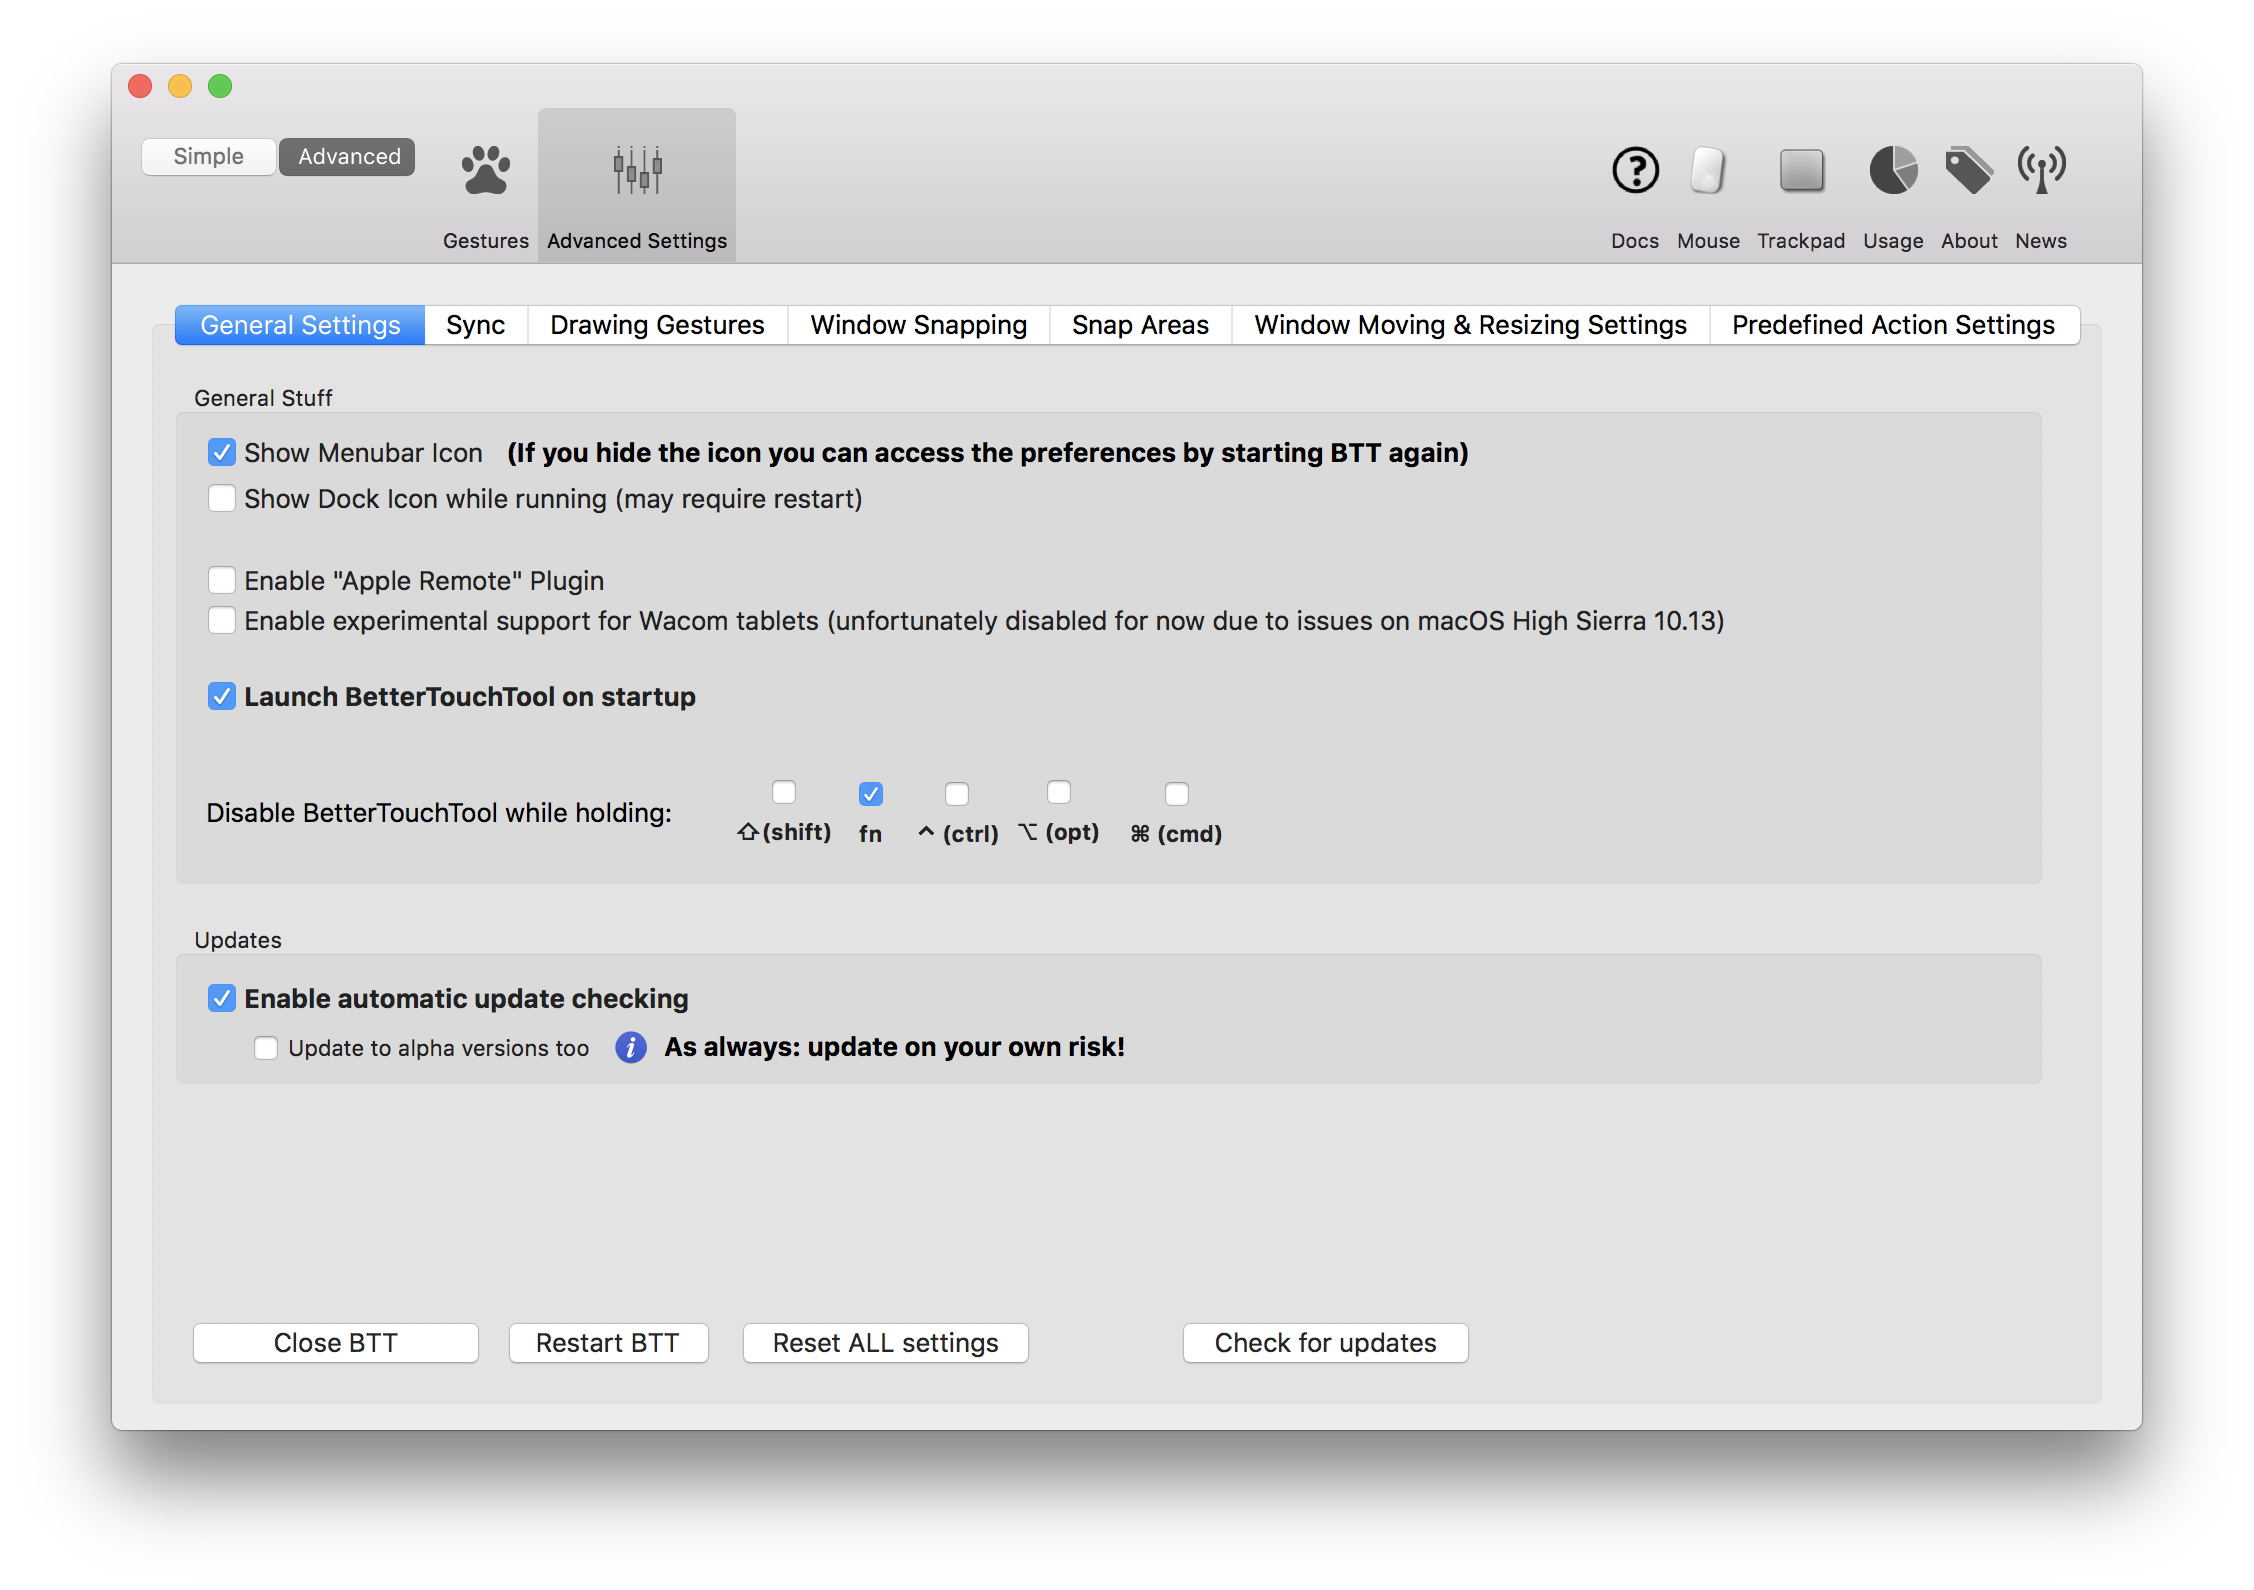 Simple Advanced
Gestures Advanced Settings Docs Mouse Trackpad Usage About News
General Settings Sync Drawing Gestures Window Snapping Snap Areas Window Moving & Resizing Settings Predefined Action Settings
General Stuff
Show Menubar Icon (If you hide the icon you can access the preferences by starting BTT again)
Show Dock Icon while running (may require restart)
Enable "Apple Remote" Plugin
Enable experimental support for Wacom tablets (unfortunately disabled for now due to issues on macOS High Sierra 10.13)
Launch BetterTouchTool on startup
Disable BetterTouchTool while holding: ⇧(shift) fn ^ (ctrl) ⌥ (opt) ⌘ (cmd)
Updates
Enable automatic update checking
Update to alpha versions too i As always: update on your own risk!
Close BTT Restart BTT Reset ALL settings Check for updates